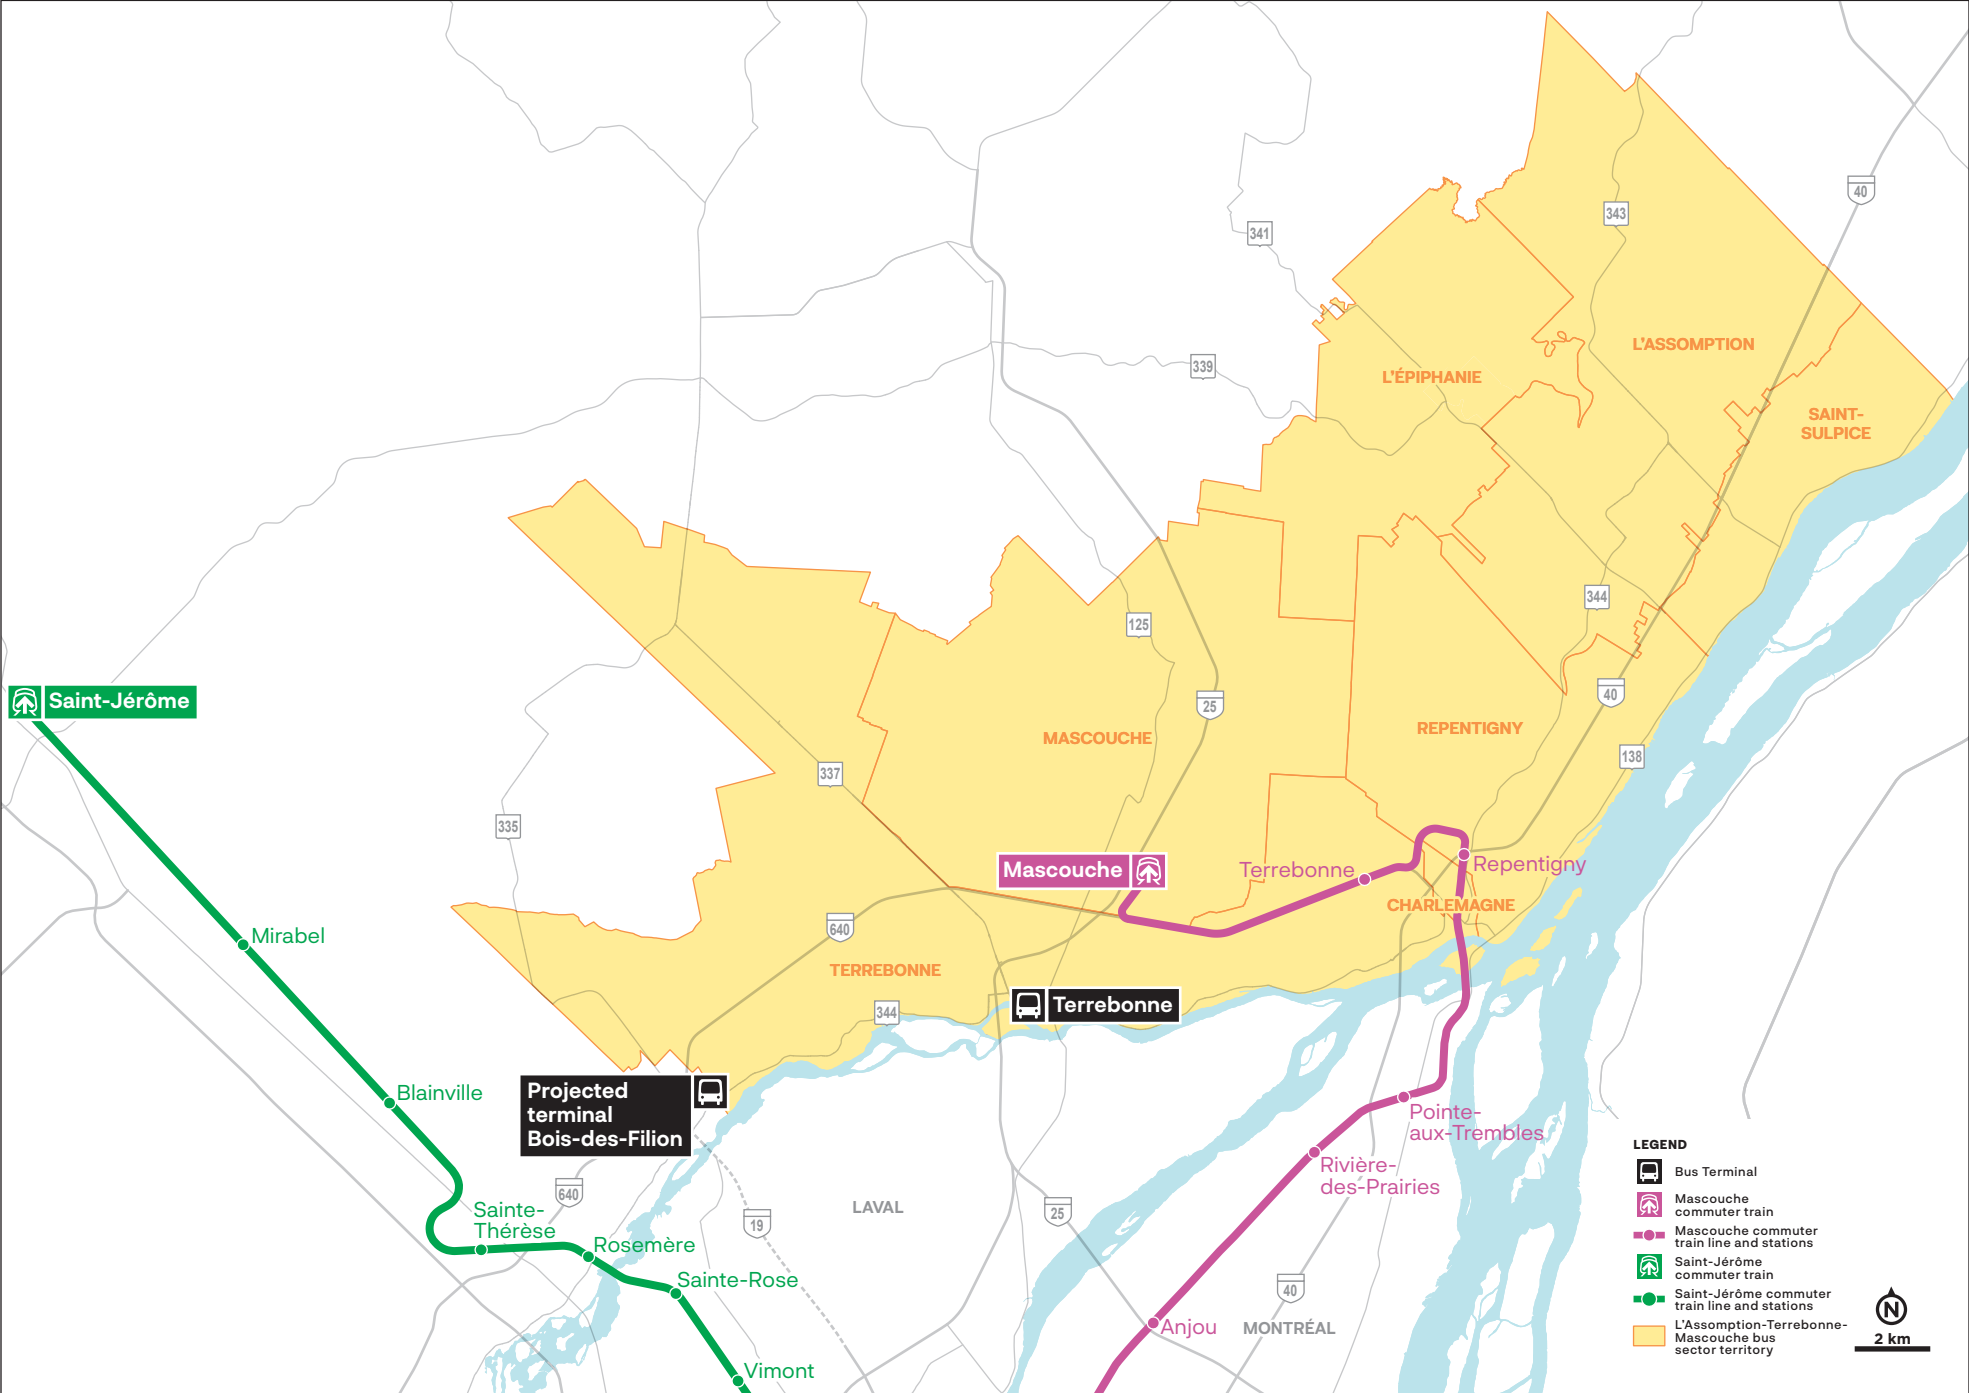 343
40
341
339
L'ASSOMPTION
L'ÉPIPHANIE
SAINT-
SULPICE
344
125
Saint-Jérôme
40
25
MASCOUCHE
REPENTIGNY
138
337
335
Mascouche
Terrebonne
Repentigny
CHARLEMAGNE
640
Mirabel
TERREBONNE
344
Terrebonne
Blainville
Projected
terminal
Bois-des-Filion
Pointe-
aux-Trembles
Rivière-
des-Prairies
640
Sainte-
Thérèse
19
LAVAL
25
Rosemère
Sainte-Rose
40
Anjou
MONTRÉAL
Vimont
LEGEND
Bus Terminal
Mascouche
commuter train
Mascouche commuter
train line and stations
Saint-Jérôme
commuter train
Saint-Jérôme commuter
train line and stations
L'Assomption-Terrebonne-
Mascouche bus
sector territory
N
2 km